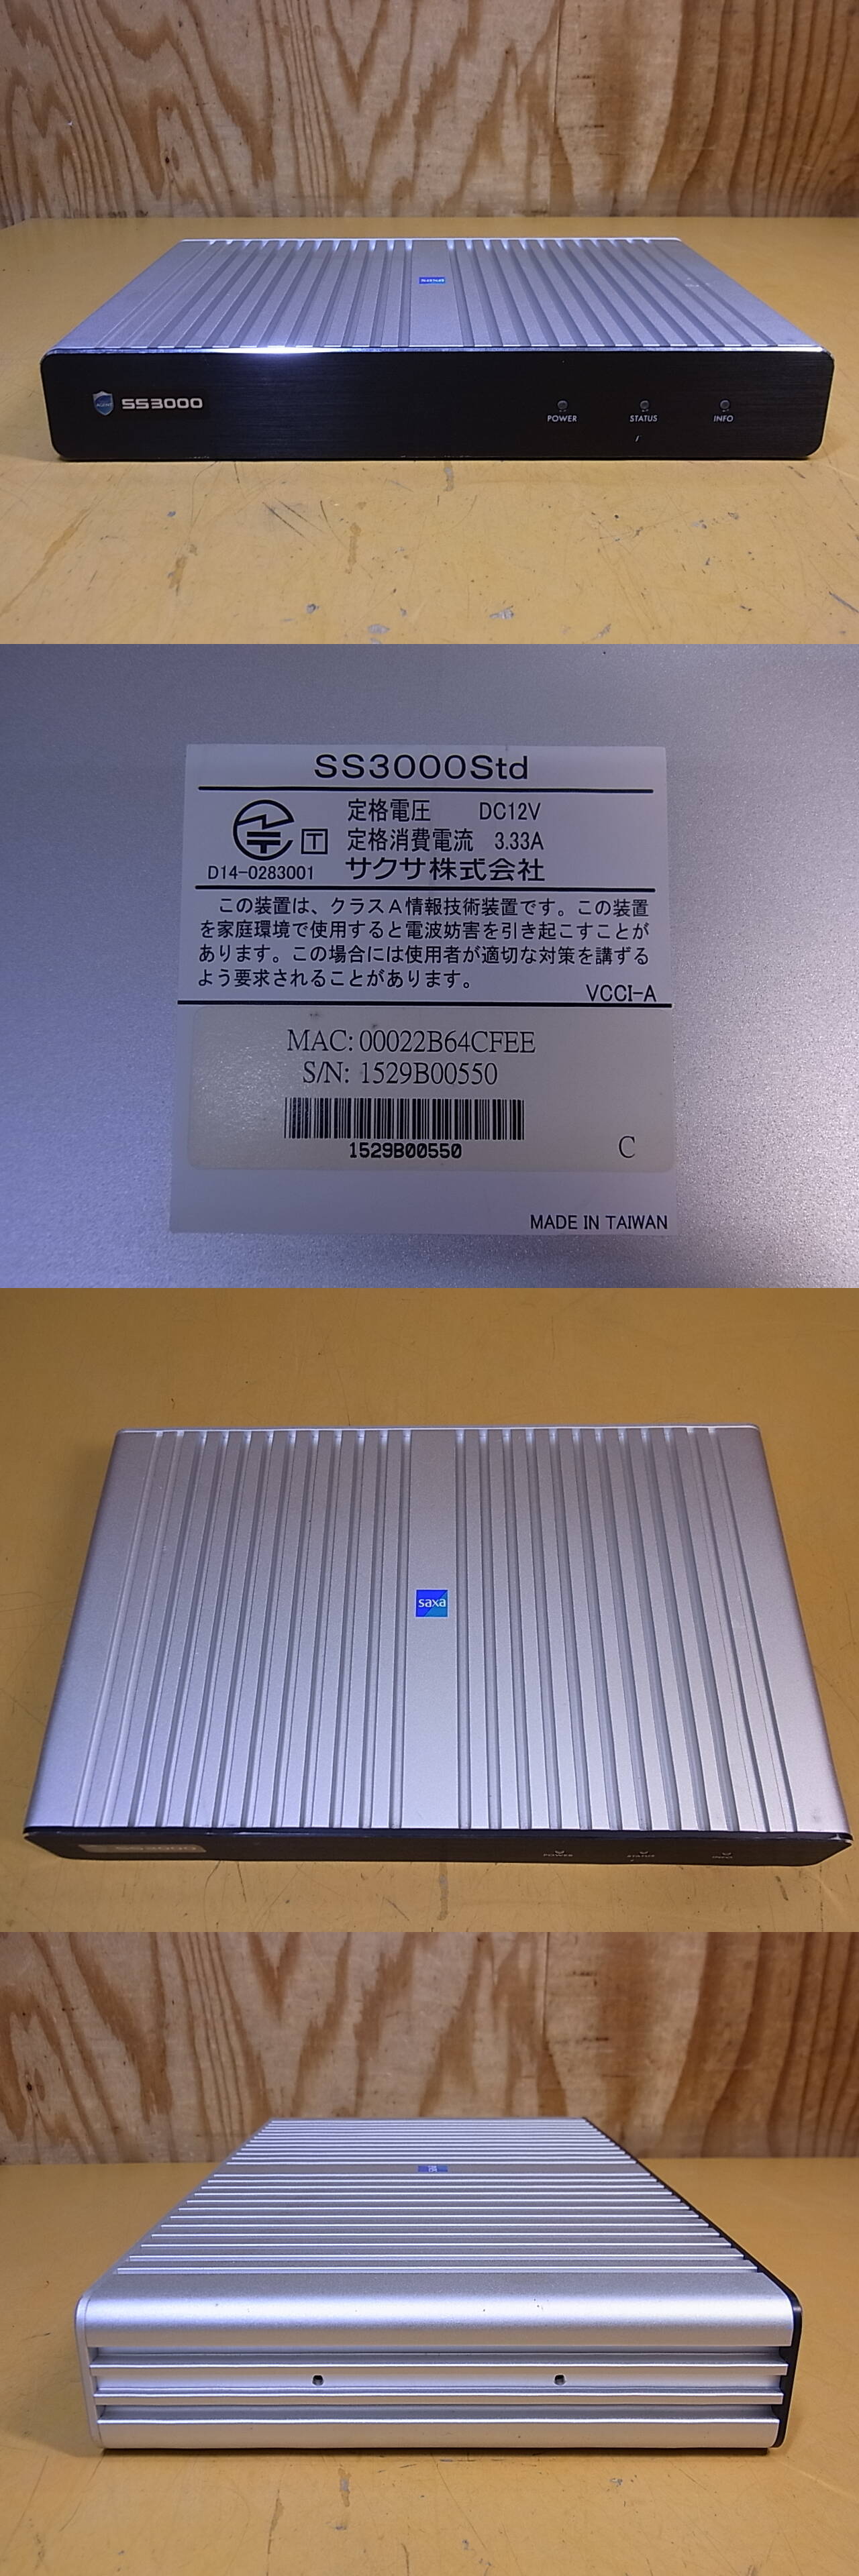 saxa
SS3000
POWER
STATUS
INFO
SS3000Std
定格電圧 DC12V
定格消費電流 3.33A
T
D14-0283001
サクサ株式会社
この装置は、クラスA情報技術装置です。この装置
を家庭環境で使用すると電波妨害を引き起こすことが
あります。この場合には使用者が適切な対策を講ずる
よう要求されることがあります。
VCCI-A
MAC: 00022B64CFEE
S/N: 1529B00550
1529B00550
C
MADE IN TAIWAN
saxa
SS3000
POWER
STATUS
INFO